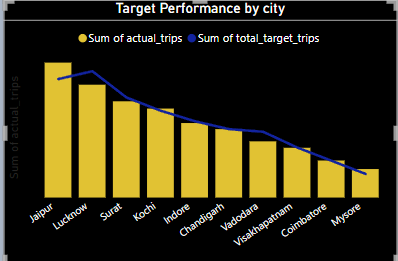 Target Performance by city
Sum of actual_trips Sum of total_target_trips
Sum of actual_trips
Jaipur
Lucknow
Surat
Kochi
Indore
Chandigarh
Vadodara
Visakhapatnam
Coimbatore
Mysore